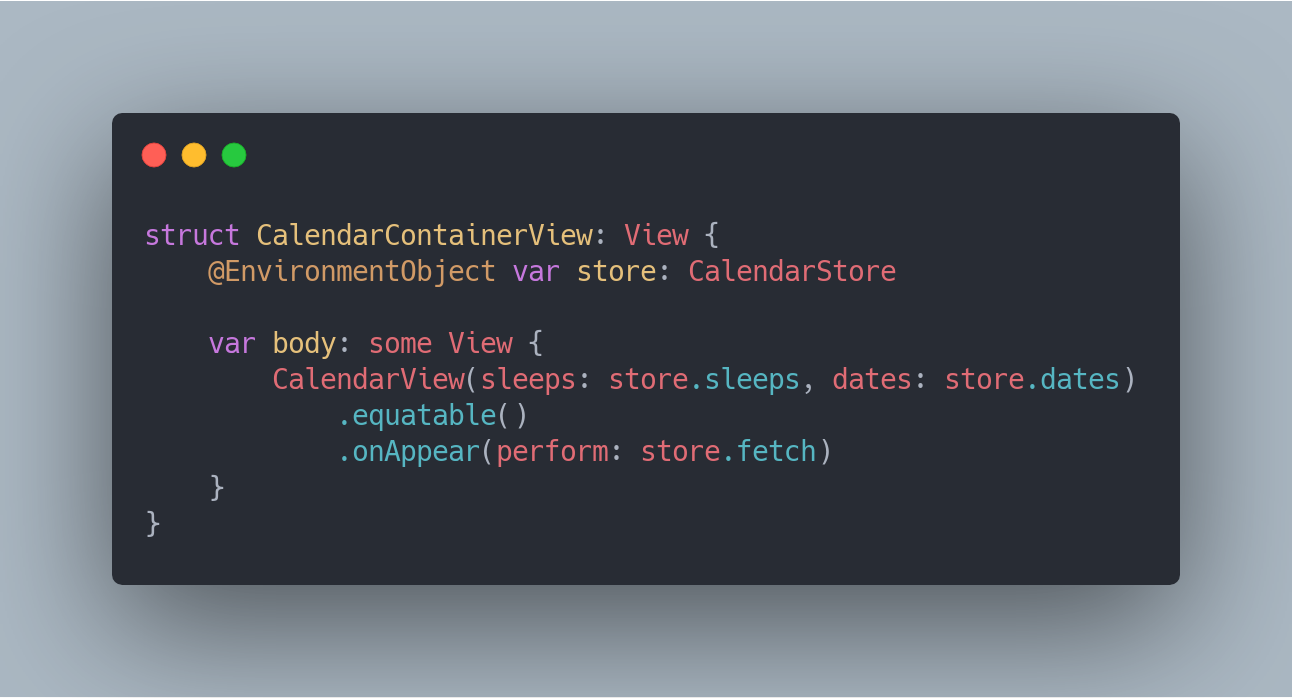 struct CalendarContainerView: View {
    @EnvironmentObject var store: CalendarStore

    var body: some View {
        CalendarView(sleeps: store.sleeps, dates: store.dates)
            .equatable()
            .onAppear(perform: store.fetch)
    }
}